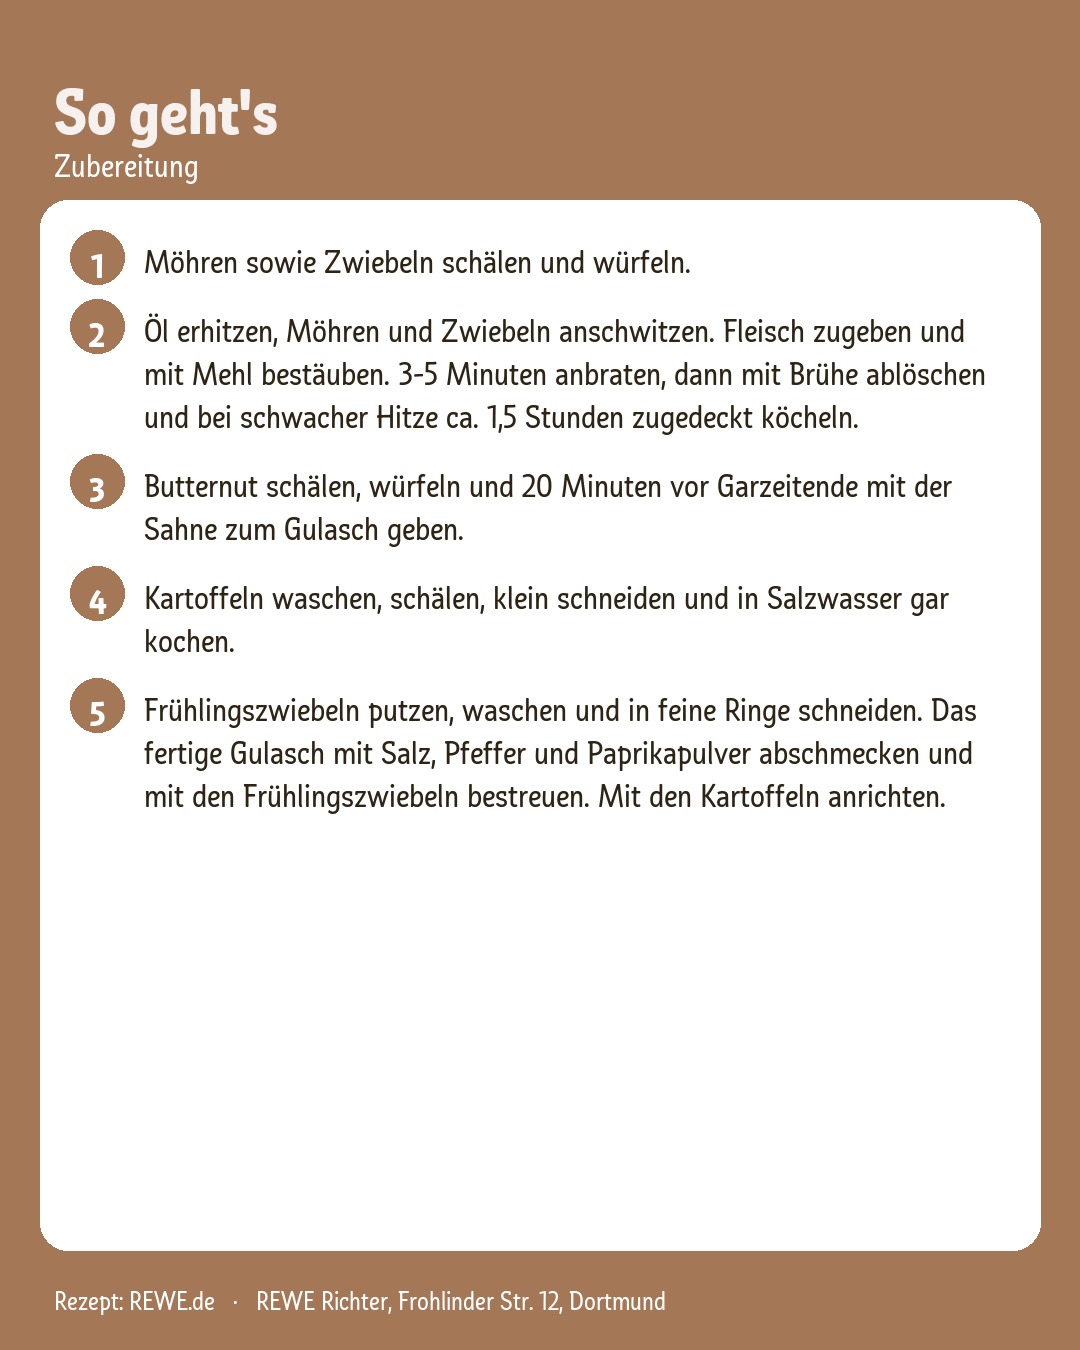 So geht's
Zubereitung
1 Möhren sowie Zwiebeln schälen und würfeln.
2 Öl erhitzen, Möhren und Zwiebeln anschwitzen. Fleisch zugeben und
mit Mehl bestäuben. 3-5 Minuten anbraten, dann mit Brühe ablöschen
und bei schwacher Hitze ca. 1,5 Stunden zugedeckt köcheln.
3 Butternut schälen, würfeln und 20 Minuten vor Garzeitende mit der
Sahne zum Gulasch geben.
4 Kartoffeln waschen, schälen, klein schneiden und in Salzwasser gar
kochen.
5 Frühlingszwiebeln putzen, waschen und in feine Ringe schneiden. Das
fertige Gulasch mit Salz, Pfeffer und Paprikapulver abschmecken und
mit den Frühlingszwiebeln bestreuen. Mit den Kartoffeln anrichten.
Rezept: REWE.de · REWE Richter, Frohlinder Str. 12, Dortmund